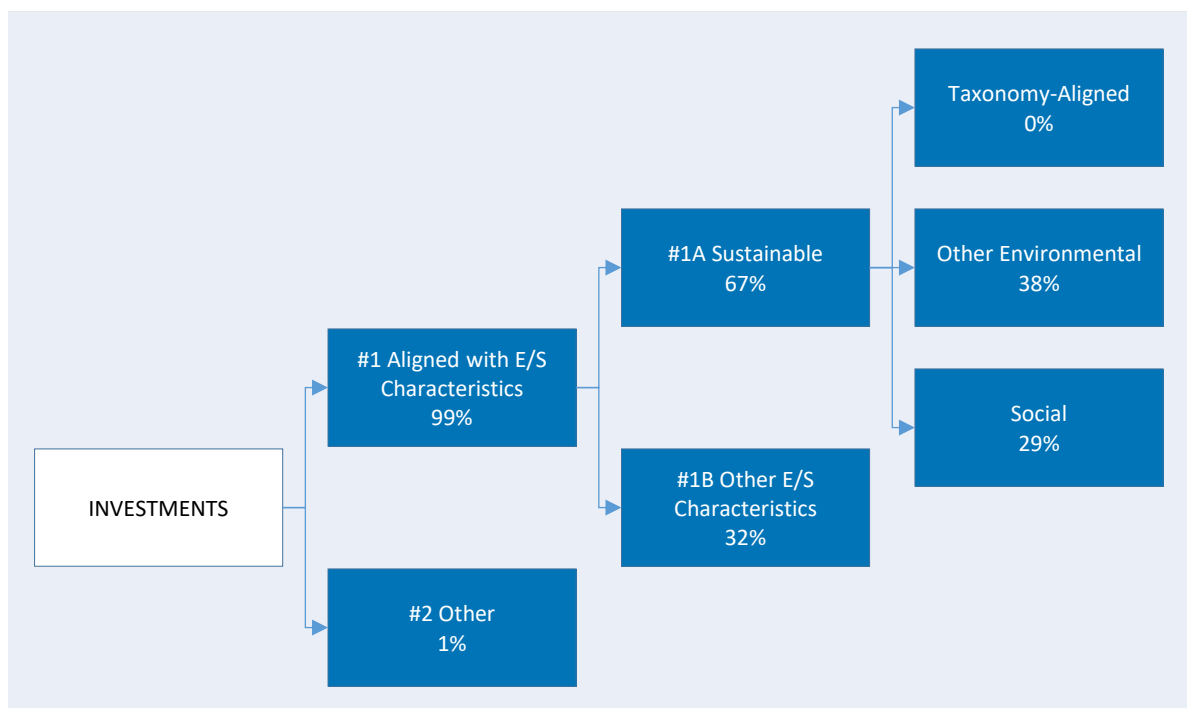 Taxonomy-Aligned
0%
#1A Sustainable
67%
Other Environmental
38%
#1 Aligned with E/S
Characteristics
99%
Social
29%
INVESTMENTS
#1B Other E/S
Characteristics
32%
#2 Other
1%